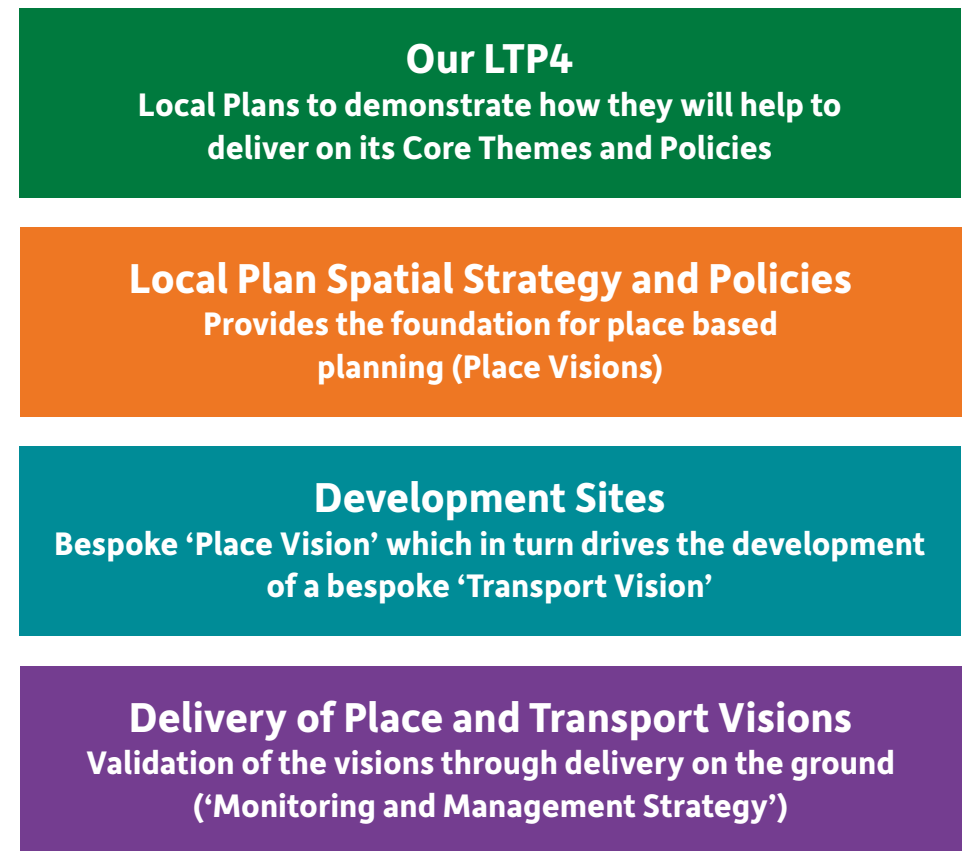 Our LTP4
Local Plans to demonstrate how they will help to
deliver on its Core Themes and Policies
Local Plan Spatial Strategy and Policies
Provides the foundation for place based
planning (Place Visions)
Development Sites
Bespoke ‘Place Vision’ which in turn drives the development
of a bespoke ‘Transport Vision’
Delivery of Place and Transport Visions
Validation of the visions through delivery on the ground
(‘Monitoring and Management Strategy’)